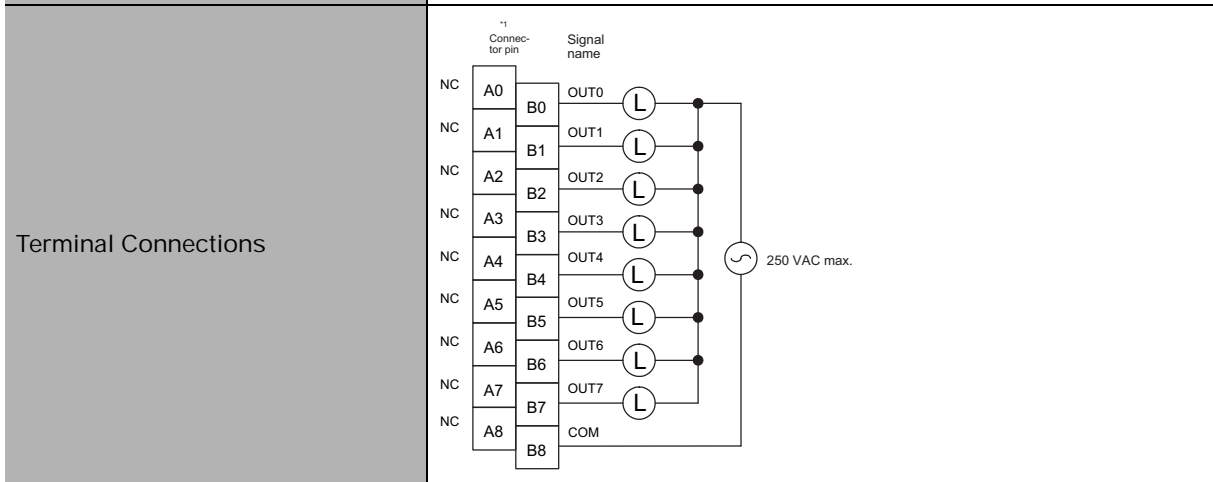 Terminal Connections
*1
Connec-
tor pin
Signal
name
NC A0 B0 OUT0 L
NC A1 B1 OUT1 L
NC A2 B2 OUT2 L
NC A3 B3 OUT3 L
NC A4 B4 OUT4 L
NC A5 B5 OUT5 L
NC A6 B6 OUT6 L
NC A7 B7 OUT7 L
NC A8 B8 COM
250 VAC max.